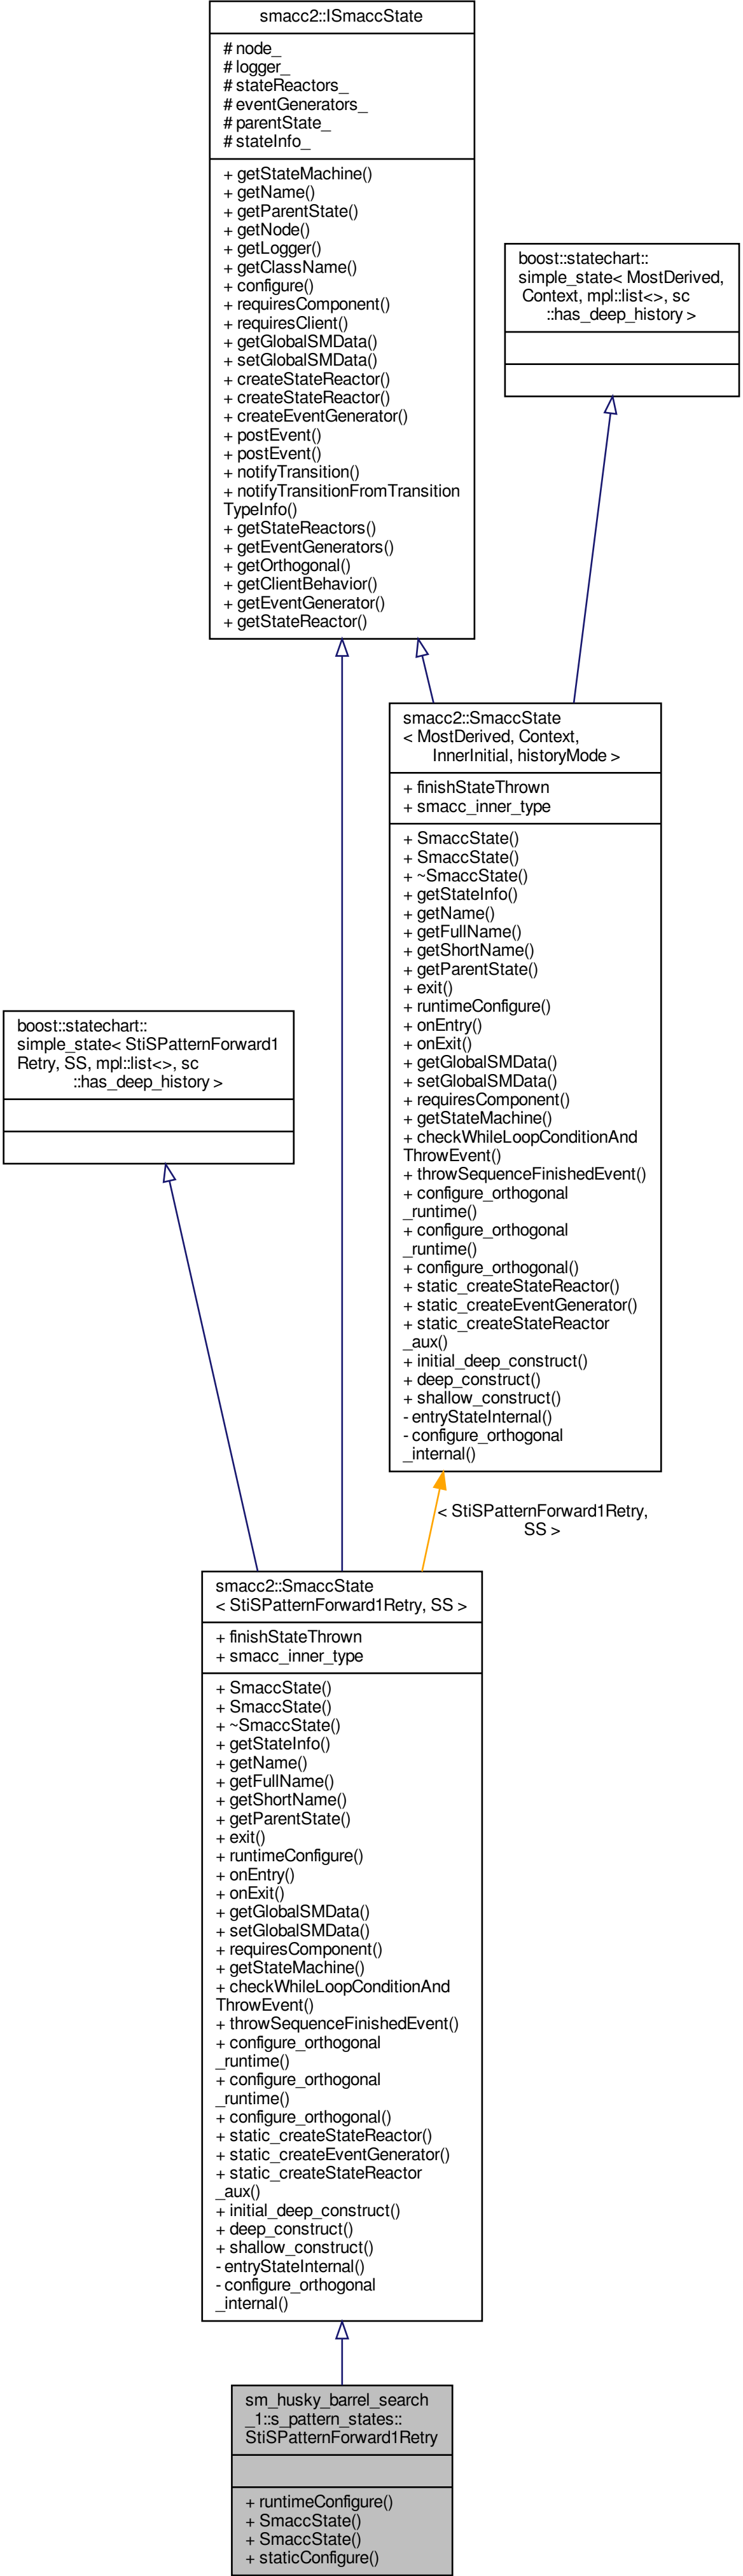 smacc2::ISmaccState
# node_
# logger_
# stateReactors_
# eventGenerators_
# parentState_
# stateInfo_
+ getStateMachine()
+ getName()
+ getParentState()
+ getNode()
+ getLogger()
+ getClassName()
+ configure()
+ requiresComponent()
+ requiresClient()
+ getGlobalSMData()
+ setGlobalSMData()
+ createStateReactor()
+ createStateReactor()
+ createEventGenerator()
+ postEvent()
+ postEvent()
+ notifyTransition()
+ notifyTransitionFromTransition
TypeInfo()
+ getStateReactors()
+ getEventGenerators()
+ getOrthogonal()
+ getClientBehavior()
+ getEventGenerator()
+ getStateReactor()
boost::statechart::
simple_state< MostDerived,
Context, mpl::list<>, sc
::has_deep_history >
smacc2::SmaccState
< MostDerived, Context,
InnerInitial, historyMode >
+ finishStateThrown
+ smacc_inner_type
+ SmaccState()
+ SmaccState()
+ ~SmaccState()
+ getStateInfo()
+ getName()
+ getFullName()
+ getShortName()
+ getParentState()
+ exit()
+ runtimeConfigure()
+ onEntry()
+ onExit()
+ getGlobalSMData()
+ setGlobalSMData()
+ requiresComponent()
+ getStateMachine()
+ checkWhileLoopConditionAnd
ThrowEvent()
+ throwSequenceFinishedEvent()
+ configure_orthogonal
_runtime()
+ configure_orthogonal
_runtime()
+ configure_orthogonal()
+ static_createStateReactor()
+ static_createEventGenerator()
+ static_createStateReactor
_aux()
+ initial_deep_construct()
+ deep_construct()
+ shallow_construct()
- entryStateInternal()
- configure_orthogonal
_internal()
boost::statechart::
simple_state< StiSPatternForward1
Retry, SS, mpl::list<>, sc
::has_deep_history >
< StiSPatternForward1Retry,
SS >
smacc2::SmaccState
< StiSPatternForward1Retry, SS >
+ finishStateThrown
+ smacc_inner_type
+ SmaccState()
+ SmaccState()
+ ~SmaccState()
+ getStateInfo()
+ getName()
+ getFullName()
+ getShortName()
+ getParentState()
+ exit()
+ runtimeConfigure()
+ onEntry()
+ onExit()
+ getGlobalSMData()
+ setGlobalSMData()
+ requiresComponent()
+ getStateMachine()
+ checkWhileLoopConditionAnd
ThrowEvent()
+ throwSequenceFinishedEvent()
+ configure_orthogonal
_runtime()
+ configure_orthogonal
_runtime()
+ configure_orthogonal()
+ static_createStateReactor()
+ static_createEventGenerator()
+ static_createStateReactor
_aux()
+ initial_deep_construct()
+ deep_construct()
+ shallow_construct()
- entryStateInternal()
- configure_orthogonal
_internal()
sm_husky_barrel_search
_1::s_pattern_states::
StiSPatternForward1Retry
+ runtimeConfigure()
+ SmaccState()
+ SmaccState()
+ staticConfigure()